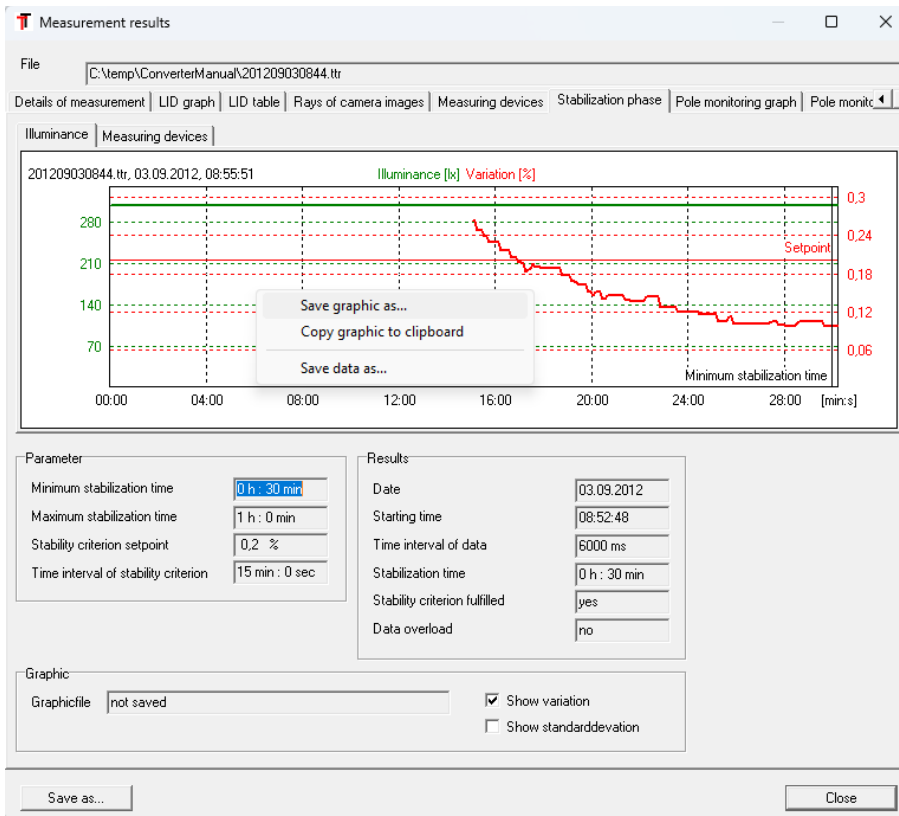 Measurement results
File
C:\temp\ConverterManual\201209030844.ttr
Details of measurement LID graph LID table Rays of camera images Measuring devices Stabilization phase Pole monitoring graph Pole monitc
Illuminance Measuring devices
201209030844.ttr, 03.09.2012, 08:55:51 Illuminance [lx] Variation [%]
0,3
280 0,24
Setpoint
210 0,18
140 0,12
70 0,06
Save graphic as...
Copy graphic to clipboard
Save data as...
Minimum stabilization time
00:00 04:00 08:00 12:00 16:00 20:00 24:00 28:00 [min:s]
Parameter
Minimum stabilization time 0 h : 30 min
Maximum stabilization time 1 h : 0 min
Stability criterion setpoint 0,2 %
Time interval of stability criterion 15 min : 0 sec
Results
Date 03.09.2012
Starting time 08:52:48
Time interval of data 6000 ms
Stabilization time 0 h : 30 min
Stability criterion fulfilled yes
Data overload no
Graphic
Graphicfile not saved
Show variation
Show standarddevation
Save as... Close